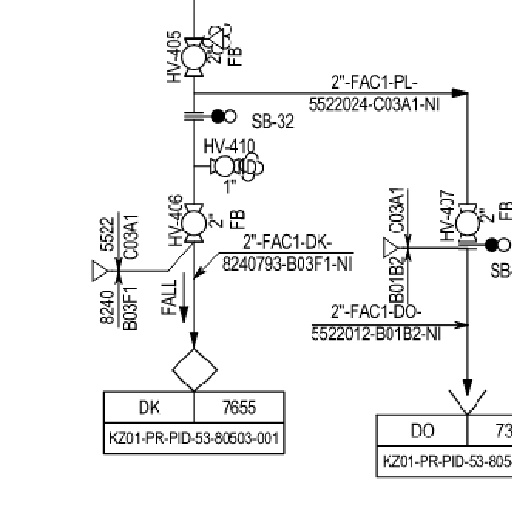 HV-405
FB
2"-FAC1-PL-
5522024-C03A1-NI
SB-32
HV-410
1"
HV-406
2"
FB
HV-407
2"
FB
5522
C03A1
8240
B03F1
2"-FAC1-DK-
8240793-B03F1-NI
C03A1
B01B2
SB-
FALL
2"-FAC1-DO-
5522012-B01B2-NI
DK 7655
KZ01-PR-PID-53-80503-001
DO 73
KZ01-PR-PID-53-805